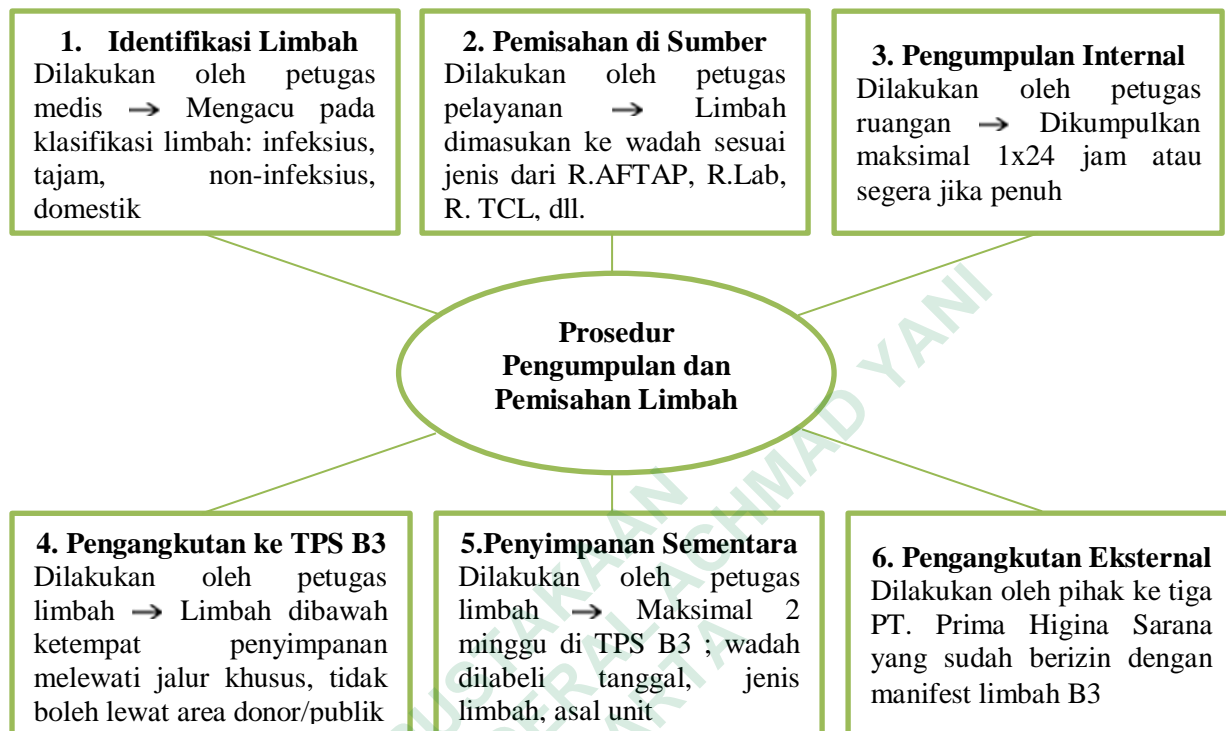 1. Identifikasi Limbah
Dilakukan oleh petugas
medis → Mengacu pada
klasifikasi limbah: infeksius,
tajam, non-infeksius,
domestik
2. Pemisahan di Sumber
Dilakukan oleh petugas
pelayanan → Limbah
dimasukan ke wadah sesuai
jenis dari R.AFTAP, R.Lab,
R. TCL, dll.
3. Pengumpulan Internal
Dilakukan oleh petugas
ruangan → Dikumpulkan
maksimal 1x24 jam atau
segera jika penuh
Prosedur
Pengumpulan dan
Pemisahan Limbah
4. Pengangkutan ke TPS B3
Dilakukan oleh petugas
limbah → Limbah dibawah
ketempat penyimpanan
melewati jalur khusus, tidak
boleh lewat area donor/publik
5.Penyimpanan Sementara
Dilakukan oleh petugas
limbah → Maksimal 2
minggu di TPS B3 ; wadah
dilabeli tanggal, jenis
limbah, asal unit
6. Pengangkutan Eksternal
Dilakukan oleh pihak ke tiga
PT. Prima Higina Sarana
yang sudah berizin dengan
manifest limbah B3
ACHMAD YANI